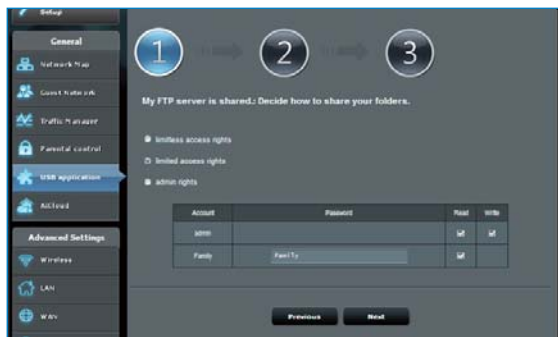 Setup
General
Network Map
Guest Network
Traffic Manager
Parental control
USB application
AiCloud
Advanced Settings
Wireless
LAN
WAN
1 2 3
My FTP server is shared.: Decide how to share your folders.
limitless access rights
limited access rights
admin rights
Account Password Read Write
admin
Family Family
Previous Next